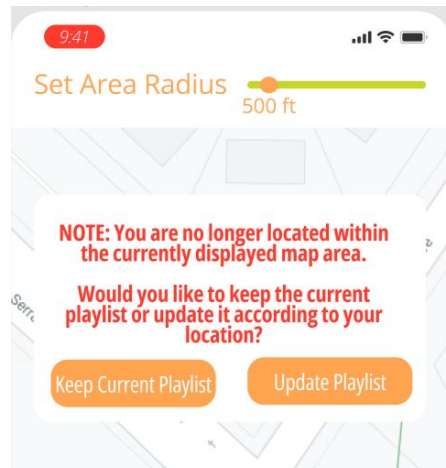 9:41
Set Area Radius
500 ft
NOTE: You are no longer located within
the currently displayed map area.
Would you like to keep the current
playlist or update it according to your
location?
Keep Current Playlist
Update Playlist